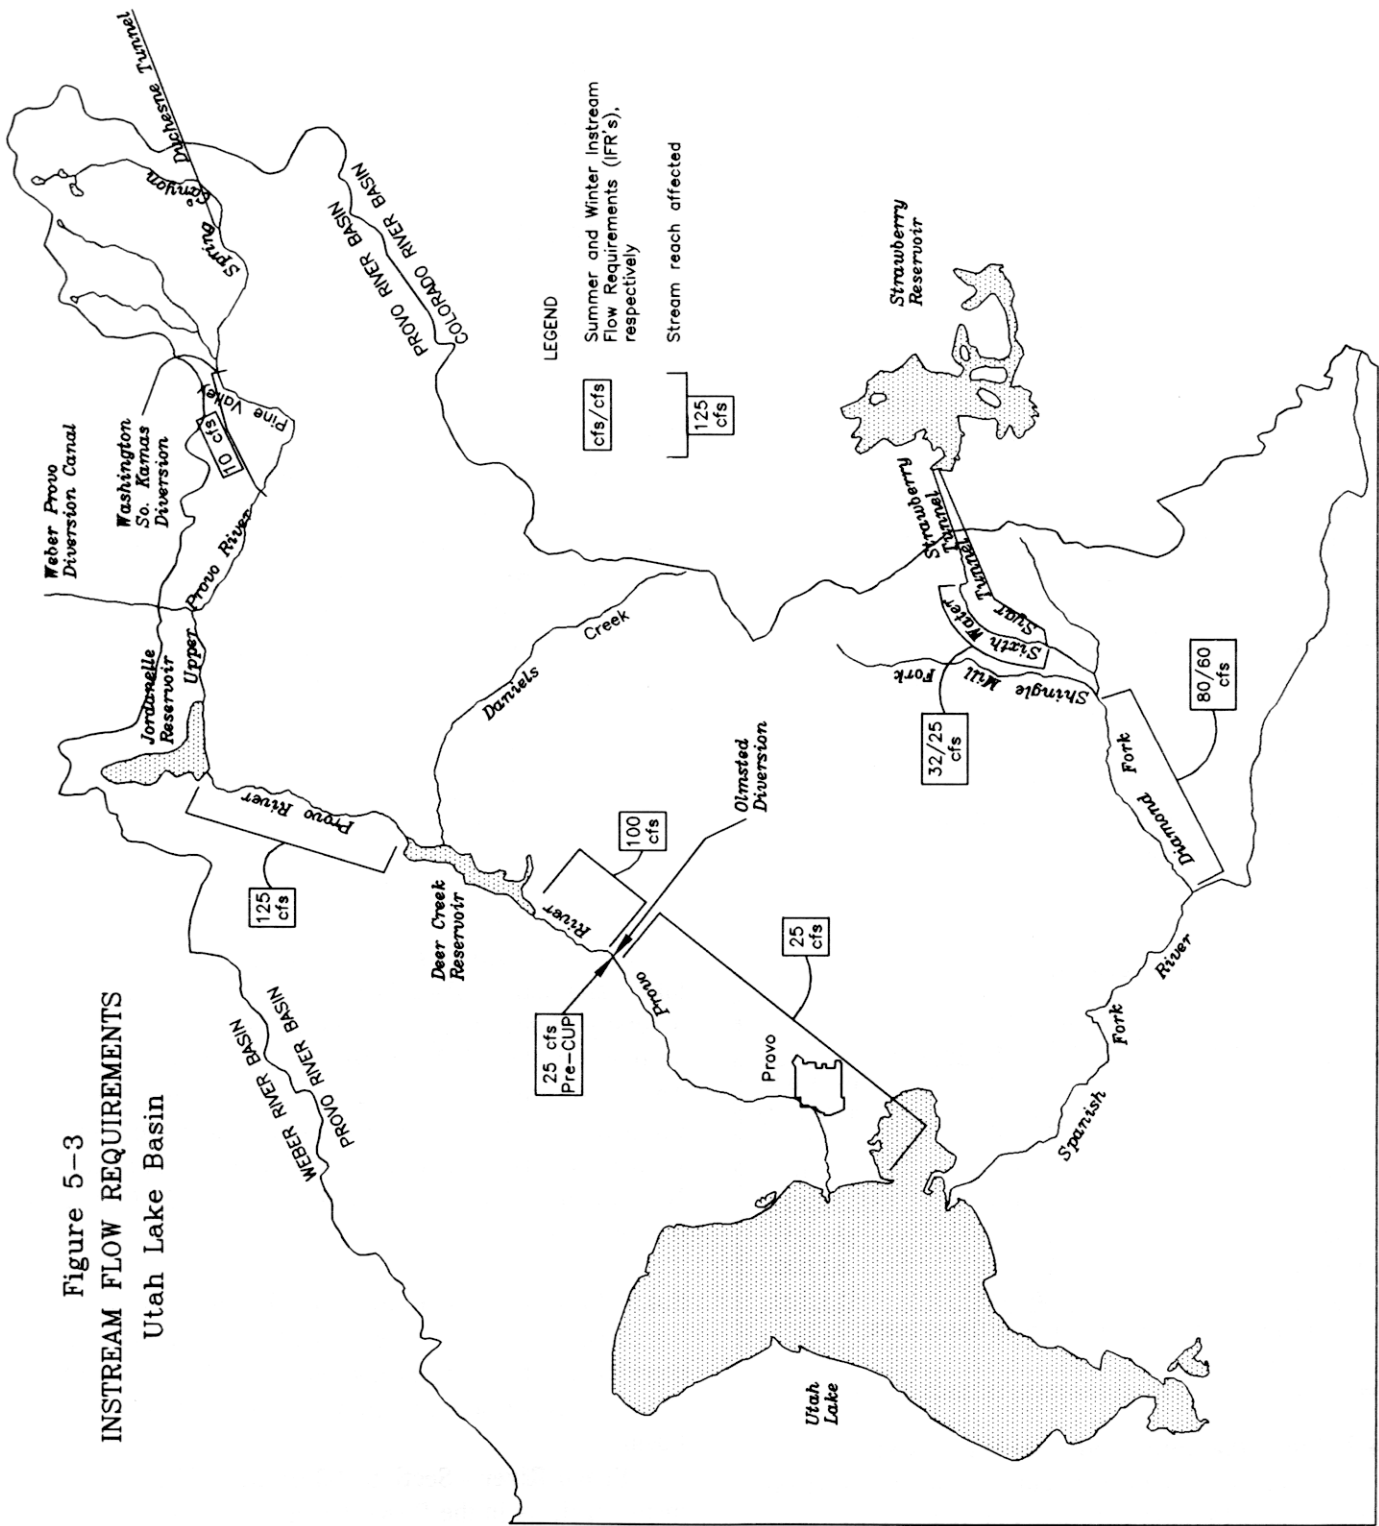 Figure 5-3
INSTREAM FLOW REQUIREMENTS
Utah Lake Basin
Weber Provo
Diversion Canal
Washington
So. Kamas
Diversion
Duchesne Tunnel
Spring Canyon
Pine Valley
10 cfs
Upper Provo River
Jordanelle
Reservoir
PROVO RIVER BASIN
COLORADO RIVER BASIN
WEBER RIVER BASIN
PROVO RIVER BASIN
125
cfs
Provo River
Daniels Creek
Deer Creek
Reservoir
100
cfs
Olmsted
Diversion
25 cfs
Pre-CUP
Provo River
25
cfs
Provo
Utah
Lake
Spanish Fork River
Diamond Fork
80/60
cfs
32/25
cfs
Shingle Mill Fork
Sixth Water
Syar Tunnel
Strawberry
Tunnel
Strawberry
Reservoir
LEGEND
cfs/cfs
Summer and Winter Instream
Flow Requirements (IFR's),
respectively
125
cfs
Stream reach affected